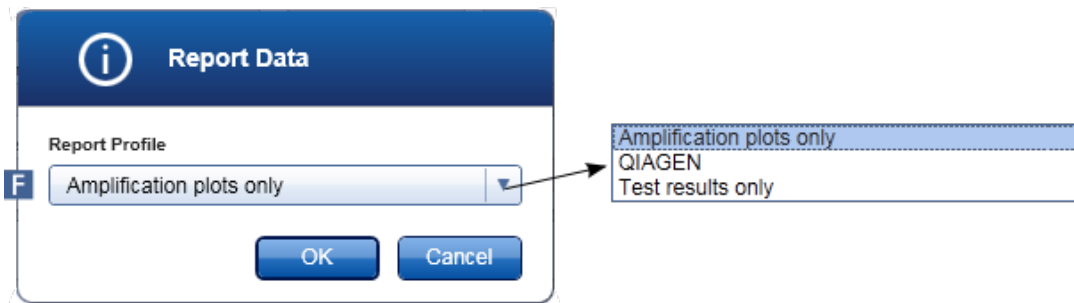 Report Data
Report Profile
F
Amplification plots only
OK
Cancel
Amplification plots only
QIAGEN
Test results only